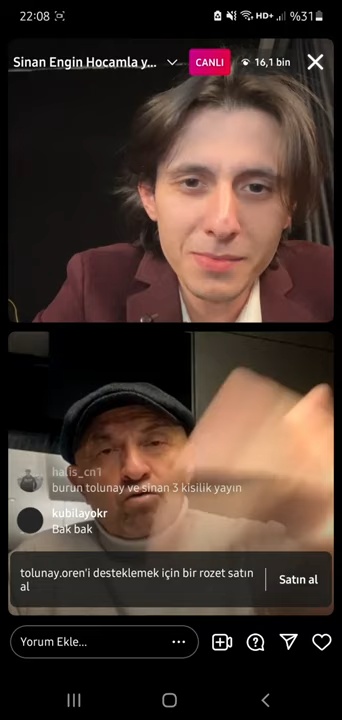 22:08 HD+ %31
Sinan Engin Hocamla y... CANLI 16,1 bin
halis_cn1
burun tolunay ve sinan 3 kisilik yayın
kubilayokr
Bak bak
tolunay.oren'i desteklemek için bir rozet satın
al
Satın al
Yorum Ekle...